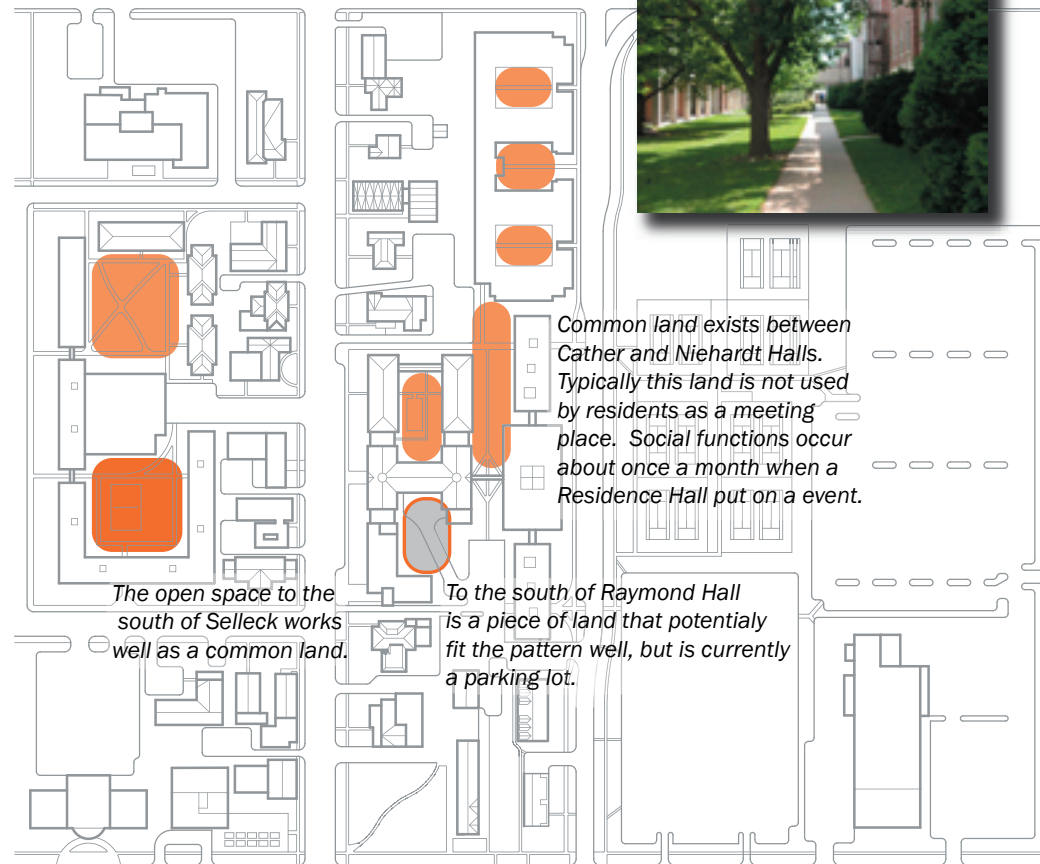 Common land exists between
Cather and Niehardt Halls.
Typically this land is not used
by residents as a meeting
place.  Social functions occur
about once a month when a
Residence Hall put on a event.
The open space to the
south of Selleck works
well as a common land.
To the south of Raymond Hall
is a piece of land that potentialy
fit the pattern well, but is currently
a parking lot.